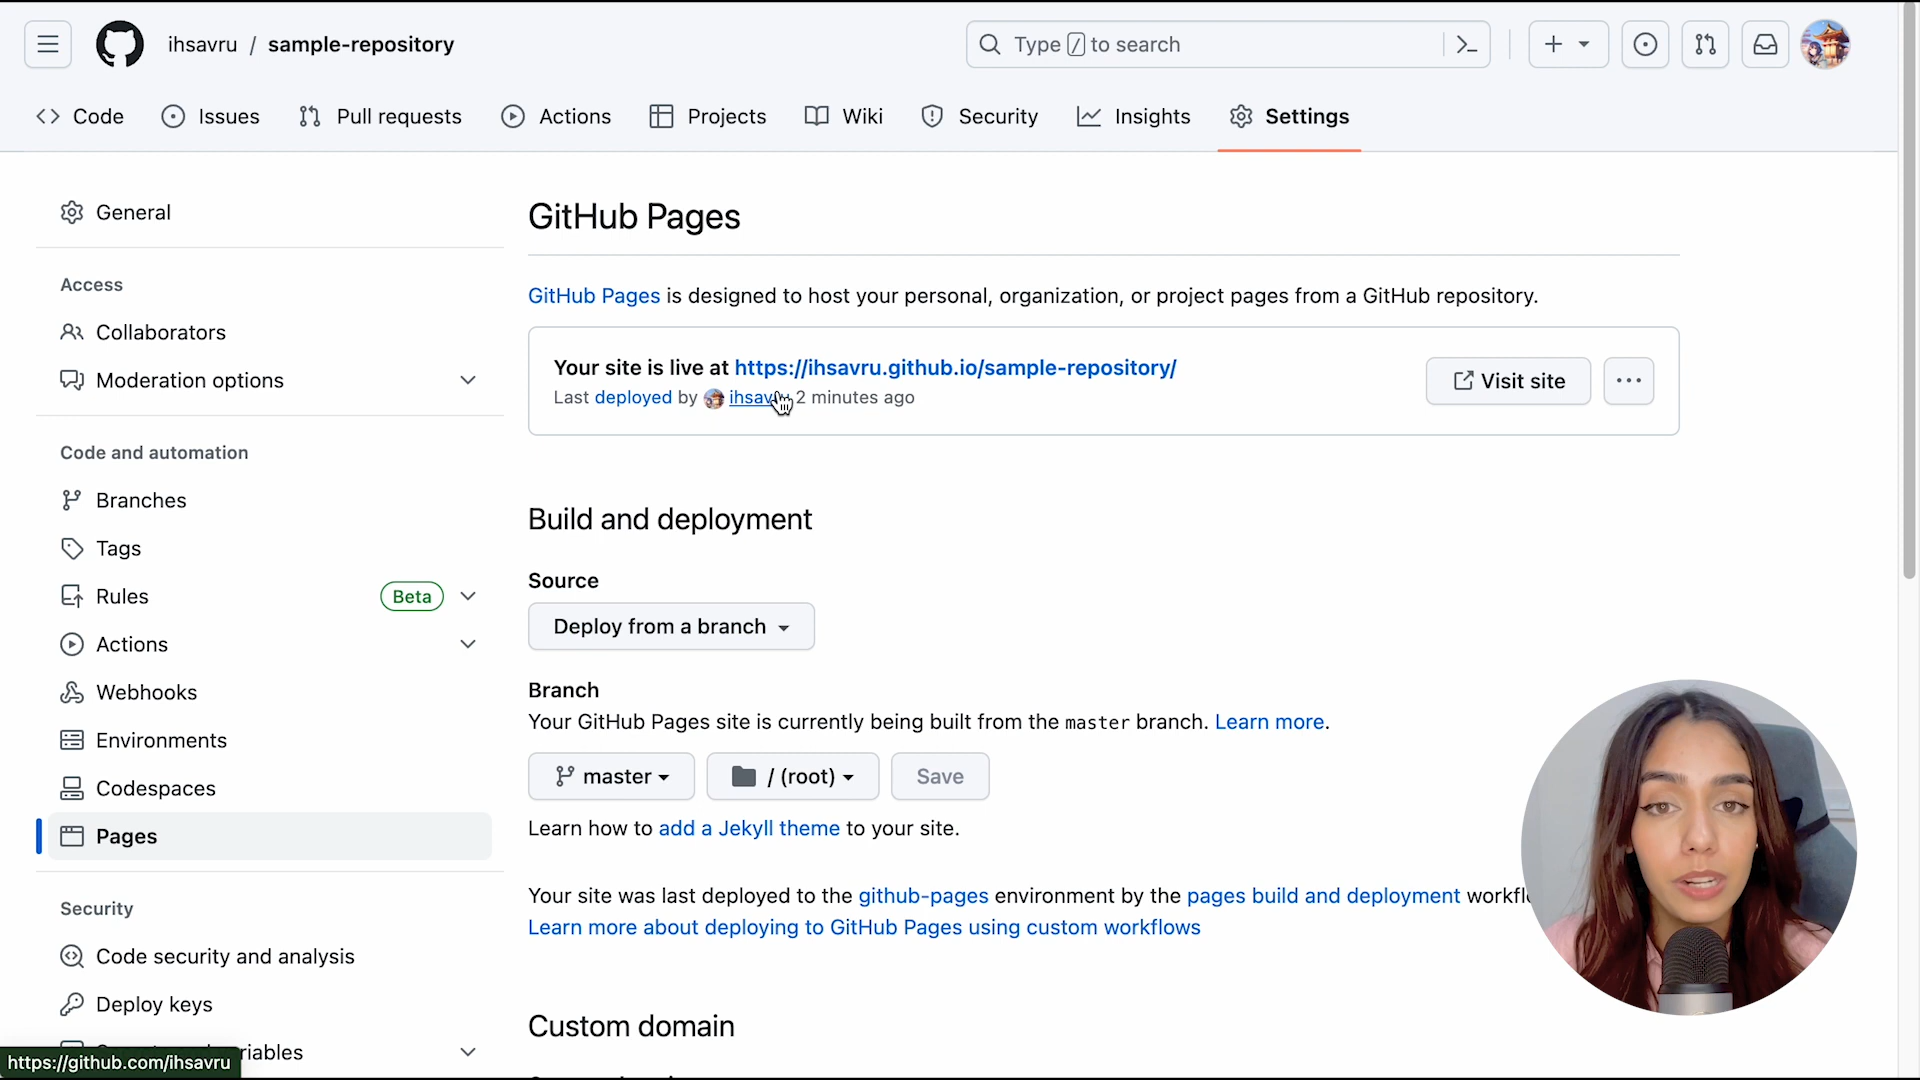 ihsavru / sample-repository
Type / to search
Code
Issues
Pull requests
Actions
Projects
Wiki
Security
Insights
Settings
General
Access
Collaborators
Moderation options
Code and automation
Branches
Tags
Rules
Beta
Actions
Webhooks
Environments
Codespaces
Pages
Security
Code security and analysis
Deploy keys
https://github.com/ihsavru
GitHub Pages
GitHub Pages is designed to host your personal, organization, or project pages from a GitHub repository.
Your site is live at https://ihsavru.github.io/sample-repository/
Last deployed by ihsavru 2 minutes ago
Visit site
Build and deployment
Source
Deploy from a branch
Branch
Your GitHub Pages site is currently being built from the master branch. Learn more.
master
/ (root)
Save
Learn how to add a Jekyll theme to your site.
Your site was last deployed to the github-pages environment by the pages build and deployment
Learn more about deploying to GitHub Pages using custom workflows
Custom domain